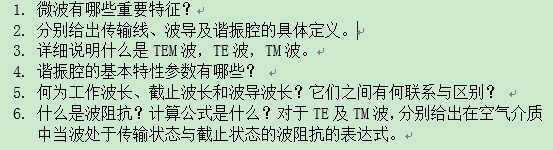 1. 微波有哪些重要特征?
2. 分别给出传输线、波导及谐振腔的具体定义。
3. 详细说明什么是 TEM 波，TE 波，TM 波。
4. 谐振腔的基本特性参数有哪些?
5. 何为工作波长、截止波长和波导波长? 它们之间有何联系与区别?
6. 什么是波阻抗? 计算公式是什么? 对于 TE 及 TM 波,分别给出在空气介质
中当波处于传输状态与截止状态的波阻抗的表达式。